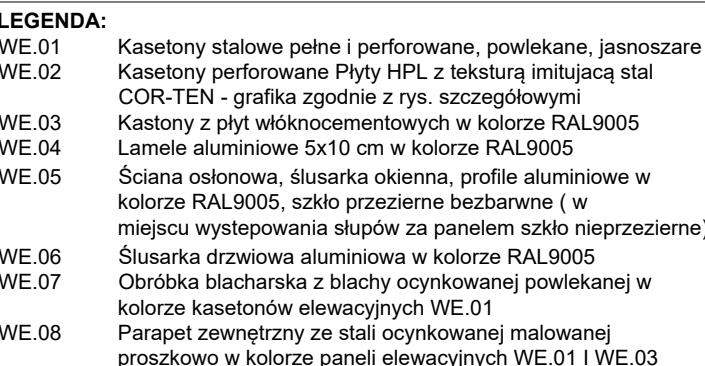 LEGENDA:
WE.01 Kasetony stalowe pełne i perforowane, powlekane, jasnoszare
WE.02 Kasetony perforowane Płyty HPL z teksturą imitujacą stal
COR-TEN - grafika zgodnie z rys. szczegółowymi
WE.03 Kastony z płyt włóknocementowych w kolorze RAL9005
WE.04 Lamele aluminiowe 5x10 cm w kolorze RAL9005
WE.05 Ściana osłonowa, ślusarka okienna, profile aluminiowe w
kolorze RAL9005, szkło przezierne bezbarwne ( w
miejscu wystepowania słupów za panelem szkło nieprzezierne)
WE.06 Ślusarka drzwiowa aluminiowa w kolorze RAL9005
WE.07 Obróbka blacharska z blachy ocynkowanej powlekanej w
kolorze kasetonów elewacyjnych WE.01
WE.08 Parapet zewnętrzny ze stali ocynkowanej malowanej
proszkowo w kolorze paneli elewacyjnych WE.01 I WE.03